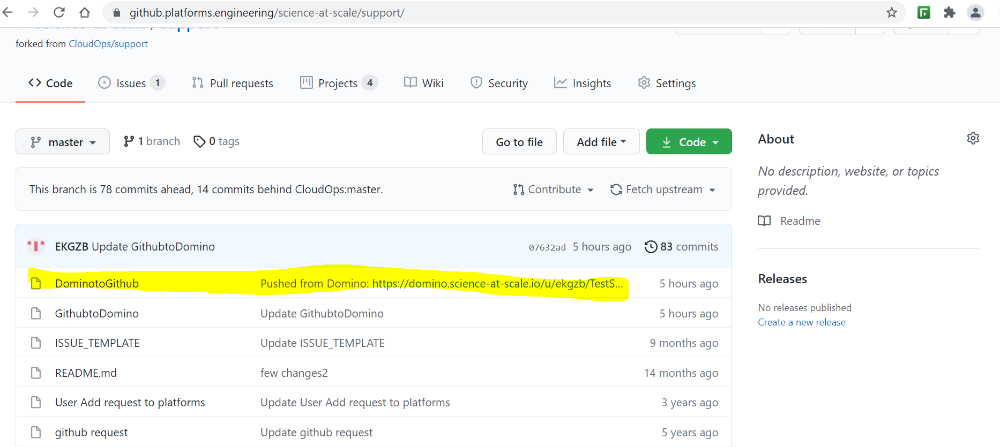 github.platforms.engineering/science-at-scale/support/
forked from CloudOps/support
Code Issues 1 Pull requests Projects 4 Wiki Security Insights Settings
master 1 branch 0 tags Go to file Add file Code
About
No description, website, or topics
provided.
Readme
This branch is 78 commits ahead, 14 commits behind CloudOps:master. Contribute Fetch upstream
EKGZB Update GithubtoDomino 07632ad 5 hours ago 83 commits
DominotoGithub Pushed from Domino: https://domino.science-at-scale.io/u/ekgzb/TestS... 5 hours ago
GithubtoDomino Update GithubtoDomino 5 hours ago
ISSUE_TEMPLATE Update ISSUE_TEMPLATE 9 months ago
README.md few changes2 14 months ago
User Add request to platforms Update User Add request to platforms 3 years ago
github request Update github request 5 years ago
Releases
No releases published
Create a new release